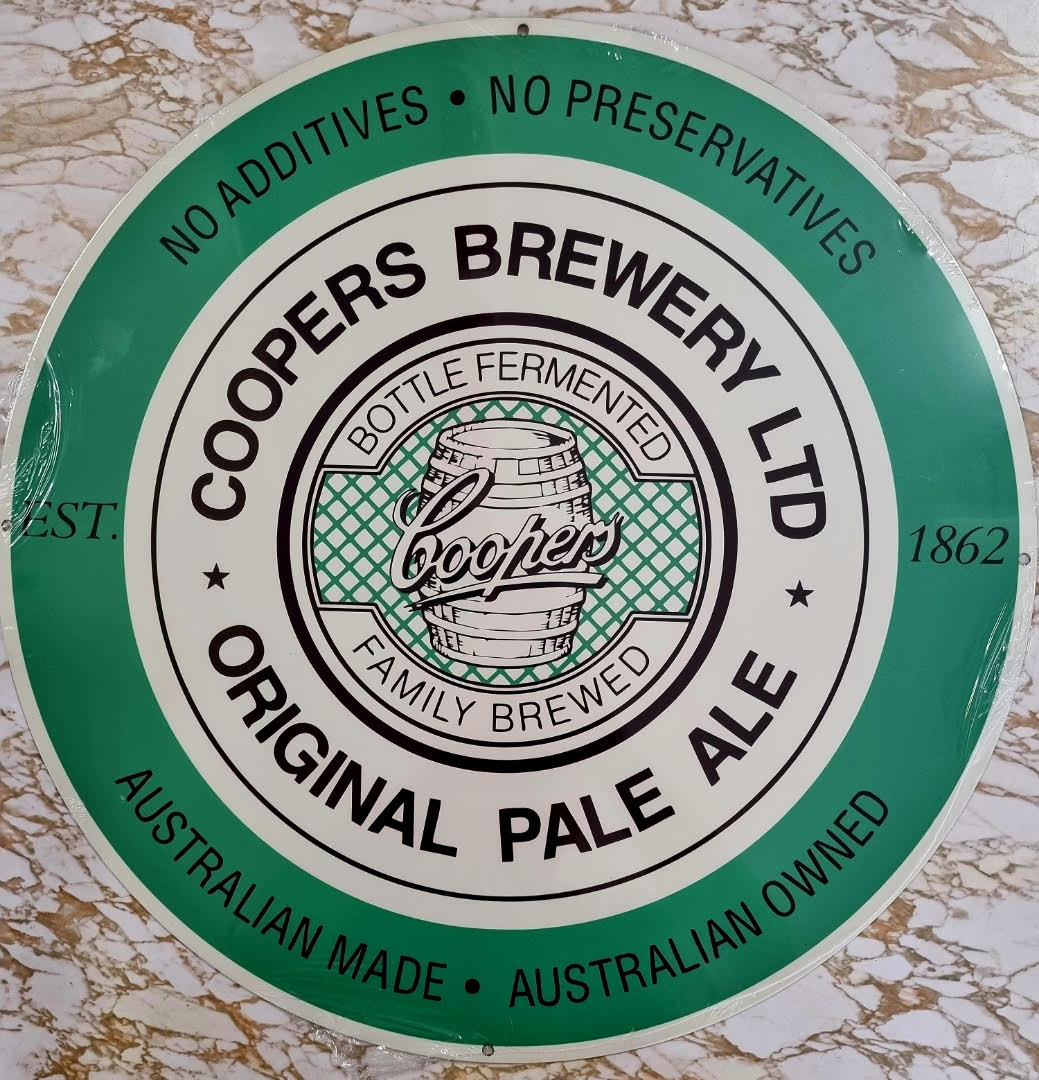 NO ADDITIVES • NO PRESERVATIVES
COOPERS BREWERY LTD
BOTTLE FERMENTED
Coopers
EST.
1862
FAMILY BREWED
★ ORIGINAL PALE ALE ★
AUSTRALIAN MADE • AUSTRALIAN OWNED